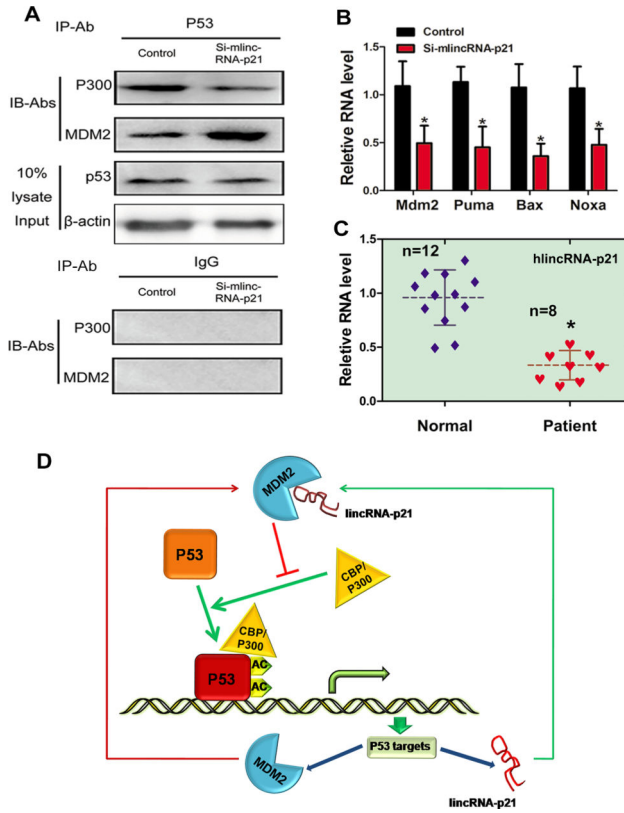 A
IP-Ab P53
Control Si-mlinc-
RNA-p21
IB-Abs
P300
MDM2
10%
lysate
Input
p53
β-actin
IP-Ab IgG
Control Si-mlinc-
RNA-p21
IB-Abs
P300
MDM2
B
Control
Si-mlincRNA-p21
Reletive RNA level
1.5
1.0
0.5
0.0
* * * *
Mdm2 Puma Bax Noxa
C
Reletive RNA level
1.5
1.0
0.5
0.0
n=12
hlincRNA-p21
n=8
*
Normal Patient
D
MDM2
lincRNA-p21
P53
CBP/
P300
CBP/
P300
P53
AC
AC
P53 targets
MDM2
lincRNA-p21